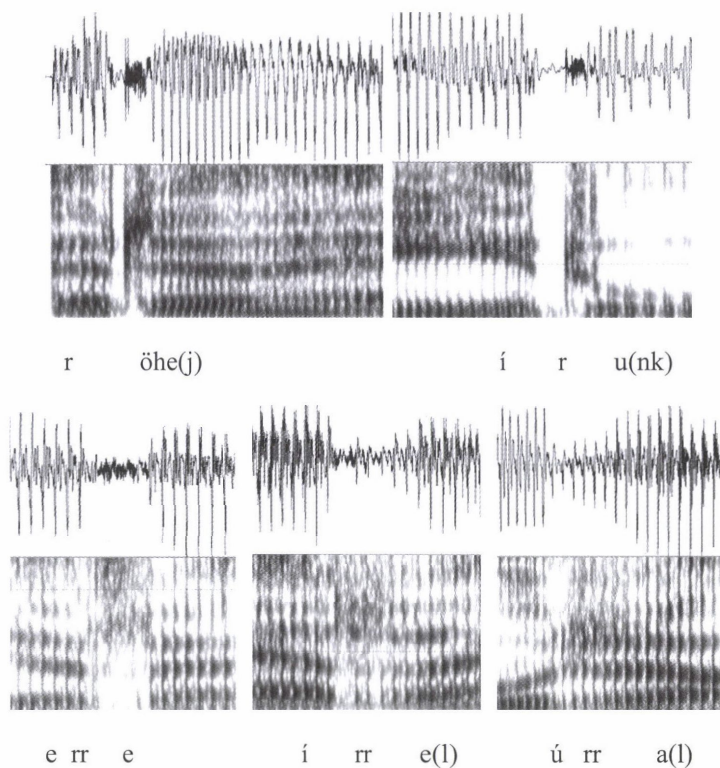 r öhe(j) í r u(nk)
e rr e í rr e(l) ú rr a(l)